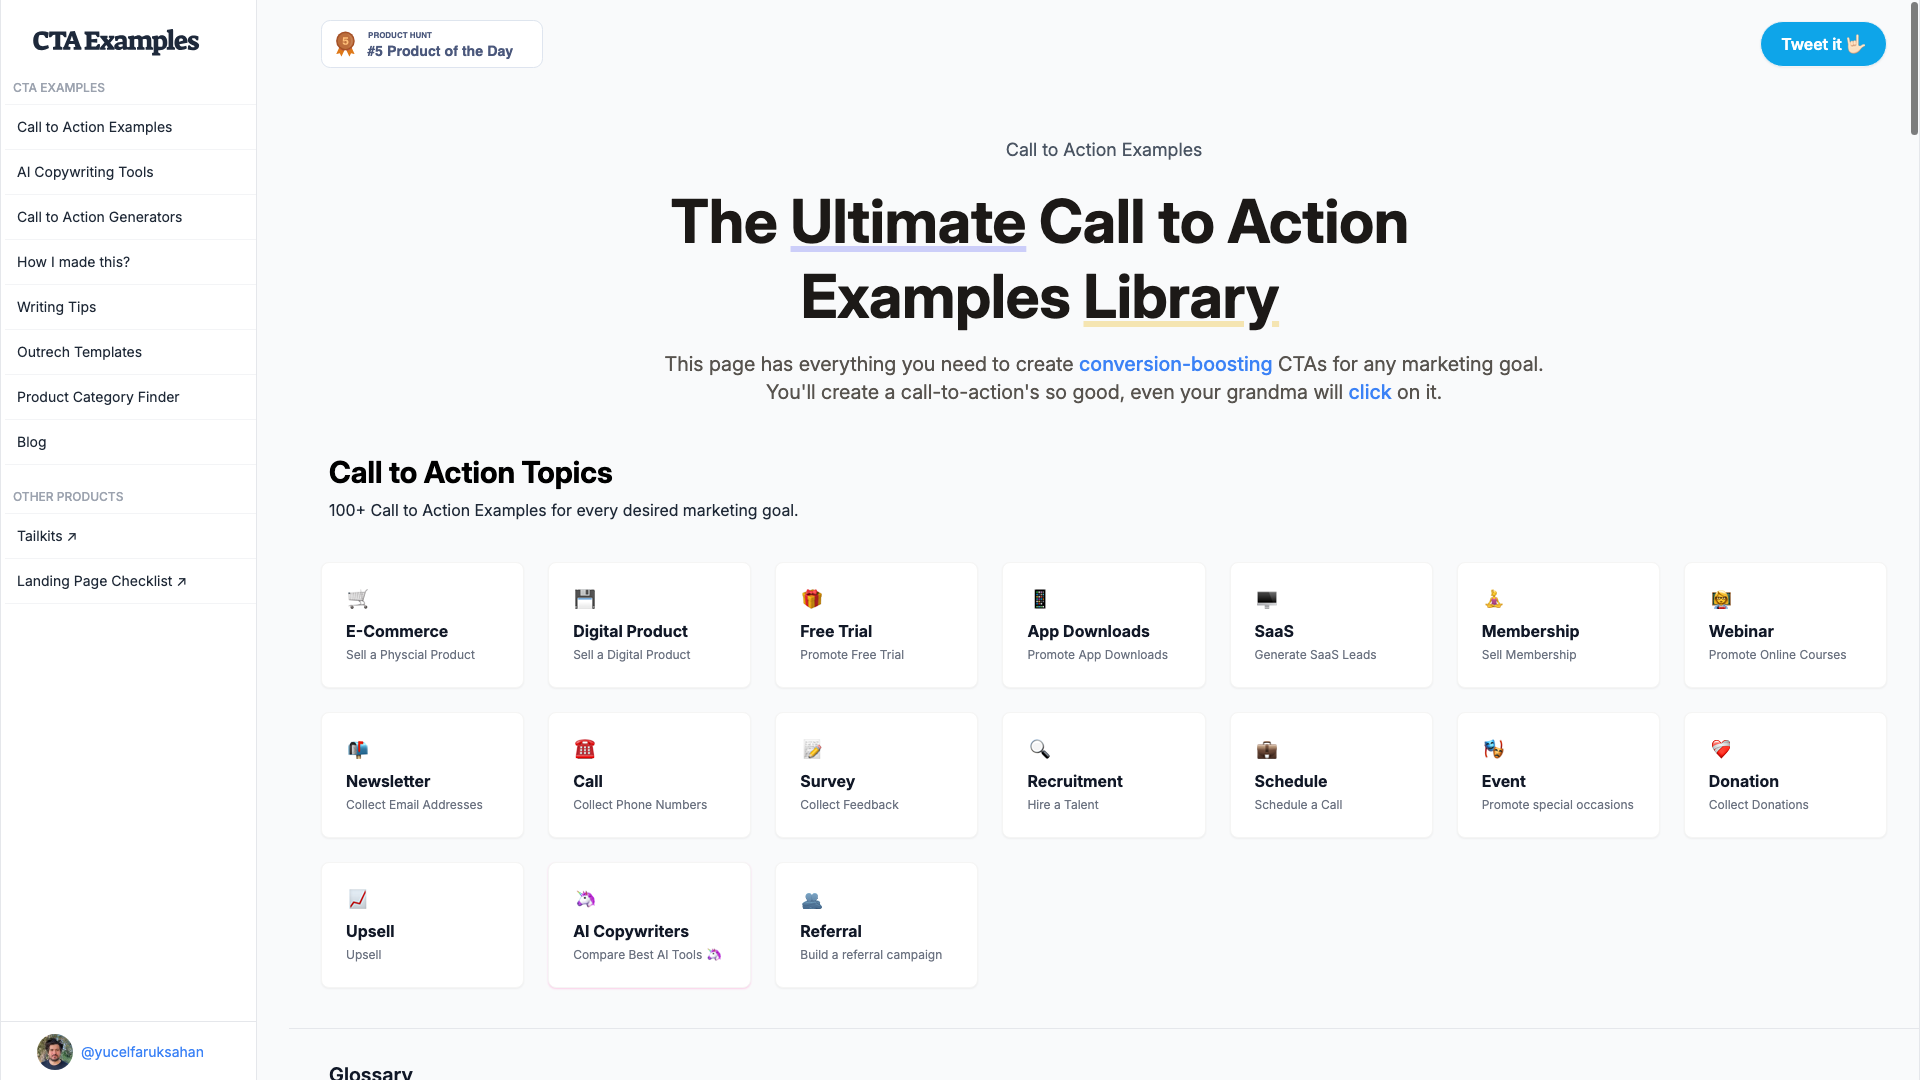 CTA Examples
CTA EXAMPLES
Call to Action Examples
AI Copywriting Tools
Call to Action Generators
How I made this?
Writing Tips
Outrech Templates
Product Category Finder
Blog
OTHER PRODUCTS
Tailkits ↗
Landing Page Checklist ↗
@yucelfaruksahan
5
PRODUCT HUNT
#5 Product of the Day
Tweet it 🤟🏻
Call to Action Examples
The Ultimate Call to Action
Examples Library
This page has everything you need to create conversion-boosting CTAs for any marketing goal.
You'll create a call-to-action's so good, even your grandma will click on it.
Call to Action Topics
100+ Call to Action Examples for every desired marketing goal.
E-Commerce
Sell a Physcial Product
Digital Product
Sell a Digital Product
Free Trial
Promote Free Trial
App Downloads
Promote App Downloads
SaaS
Generate SaaS Leads
Membership
Sell Membership
Webinar
Promote Online Courses
Newsletter
Collect Email Addresses
Call
Collect Phone Numbers
Survey
Collect Feedback
Recruitment
Hire a Talent
Schedule
Schedule a Call
Event
Promote special occasions
Donation
Collect Donations
Upsell
Upsell
AI Copywriters
Compare Best AI Tools 🦄
Referral
Build a referral campaign
Glossary